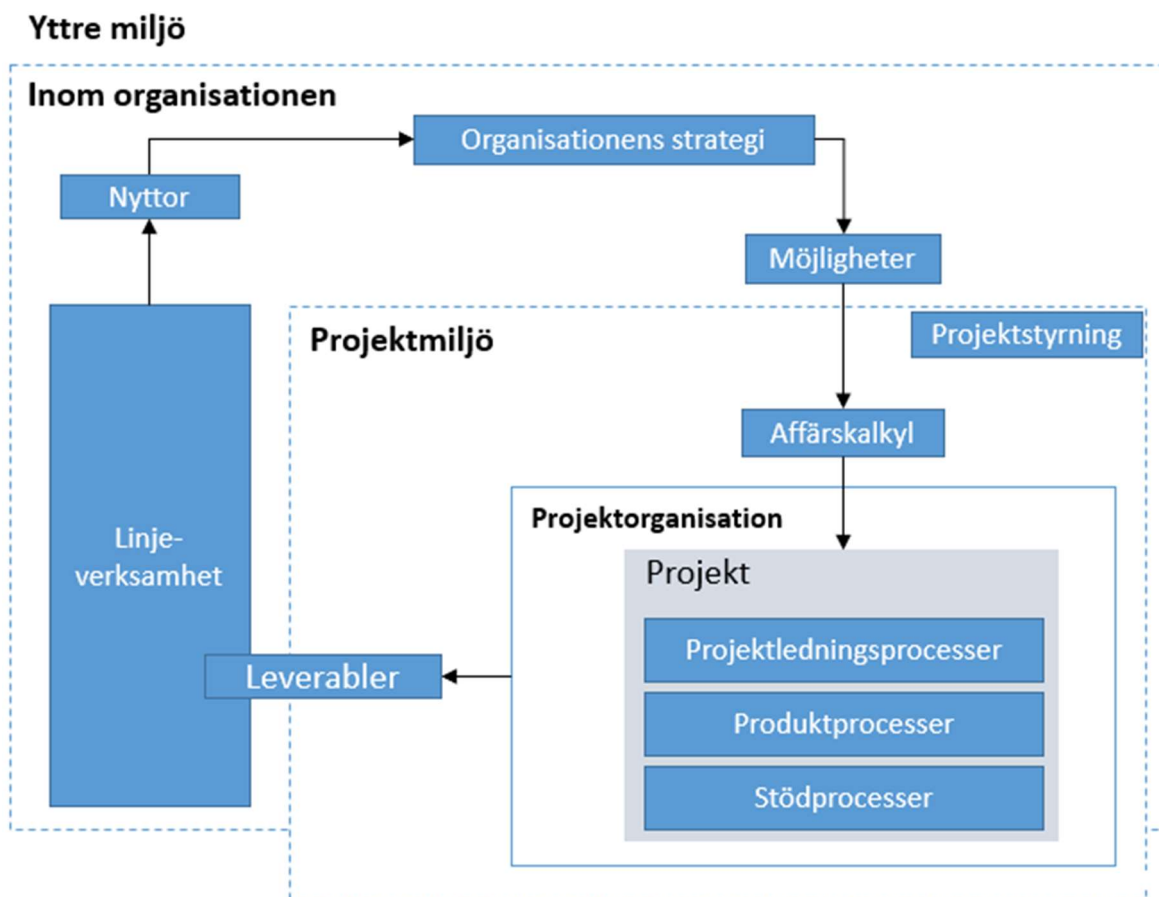 Yttre miljö
Inom organisationen
Organisationens strategi
Nyttor
Möjligheter
Projektmiljö
Projektstyrning
Affärskalkyl
Projektorganisation
Projekt
Linje-
verksamhet
Projektledningsprocesser
Leverabler
Produktprocesser
Stödprocesser